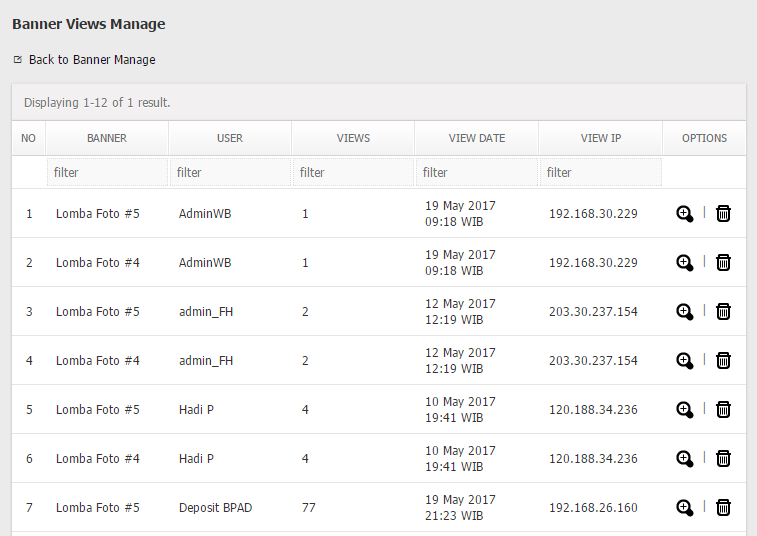 Banner Views Manage
Back to Banner Manage
Displaying 1-12 of 1 result.
NO BANNER USER VIEWS VIEW DATE VIEW IP OPTIONS
filter filter filter filter filter
1 Lomba Foto #5 AdminWB 1 19 May 2017 192.168.30.229 |
09:18 WIB
2 Lomba Foto #4 AdminWB 1 19 May 2017 192.168.30.229 |
09:18 WIB
3 Lomba Foto #5 admin_FH 2 12 May 2017 203.30.237.154 |
12:19 WIB
4 Lomba Foto #4 admin_FH 2 12 May 2017 203.30.237.154 |
12:19 WIB
5 Lomba Foto #5 Hadi P 4 10 May 2017 120.188.34.236 |
19:41 WIB
6 Lomba Foto #4 Hadi P 4 10 May 2017 120.188.34.236 |
19:41 WIB
7 Lomba Foto #5 Deposit BPAD 77 19 May 2017 192.168.26.160 |
21:23 WIB